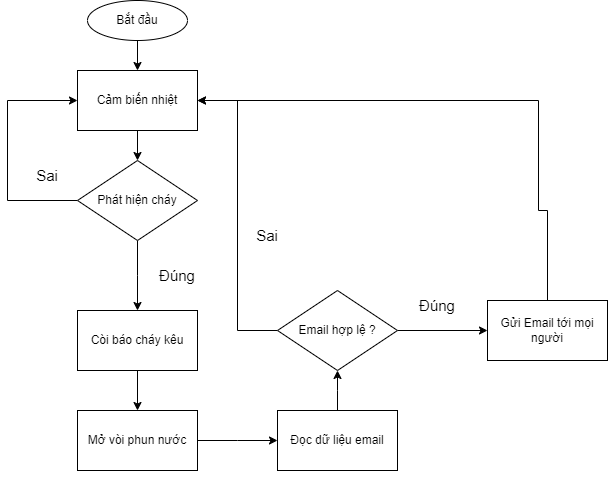 Bắt đầu
Cảm biến nhiệt
Sai
Phát hiện cháy
Đúng
Còi báo cháy kêu
Mở vòi phun nước
Đọc dữ liệu email
Email hợp lệ ?
Sai
Đúng
Gửi Email tới mọi
người